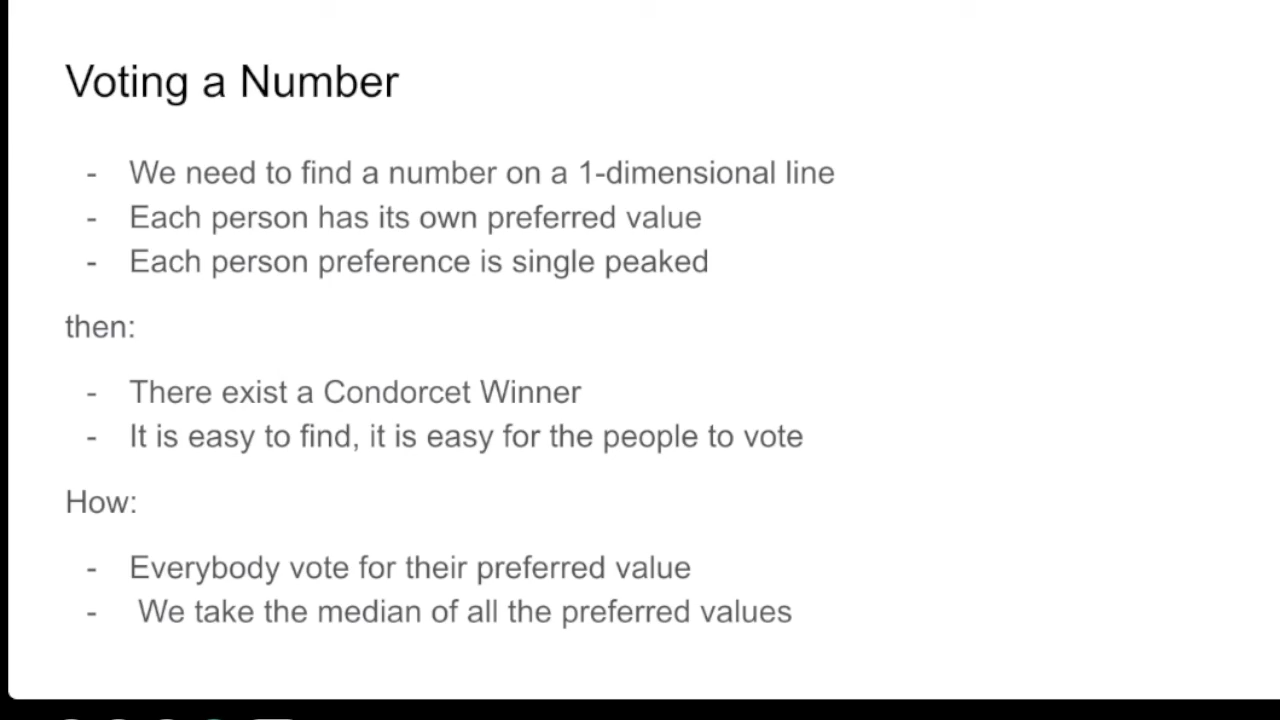 Voting a Number
- We need to find a number on a 1-dimensional line
- Each person has its own preferred value
- Each person preference is single peaked
then:
- There exist a Condorcet Winner
- It is easy to find, it is easy for the people to vote
How:
- Everybody vote for their preferred value
- We take the median of all the preferred values